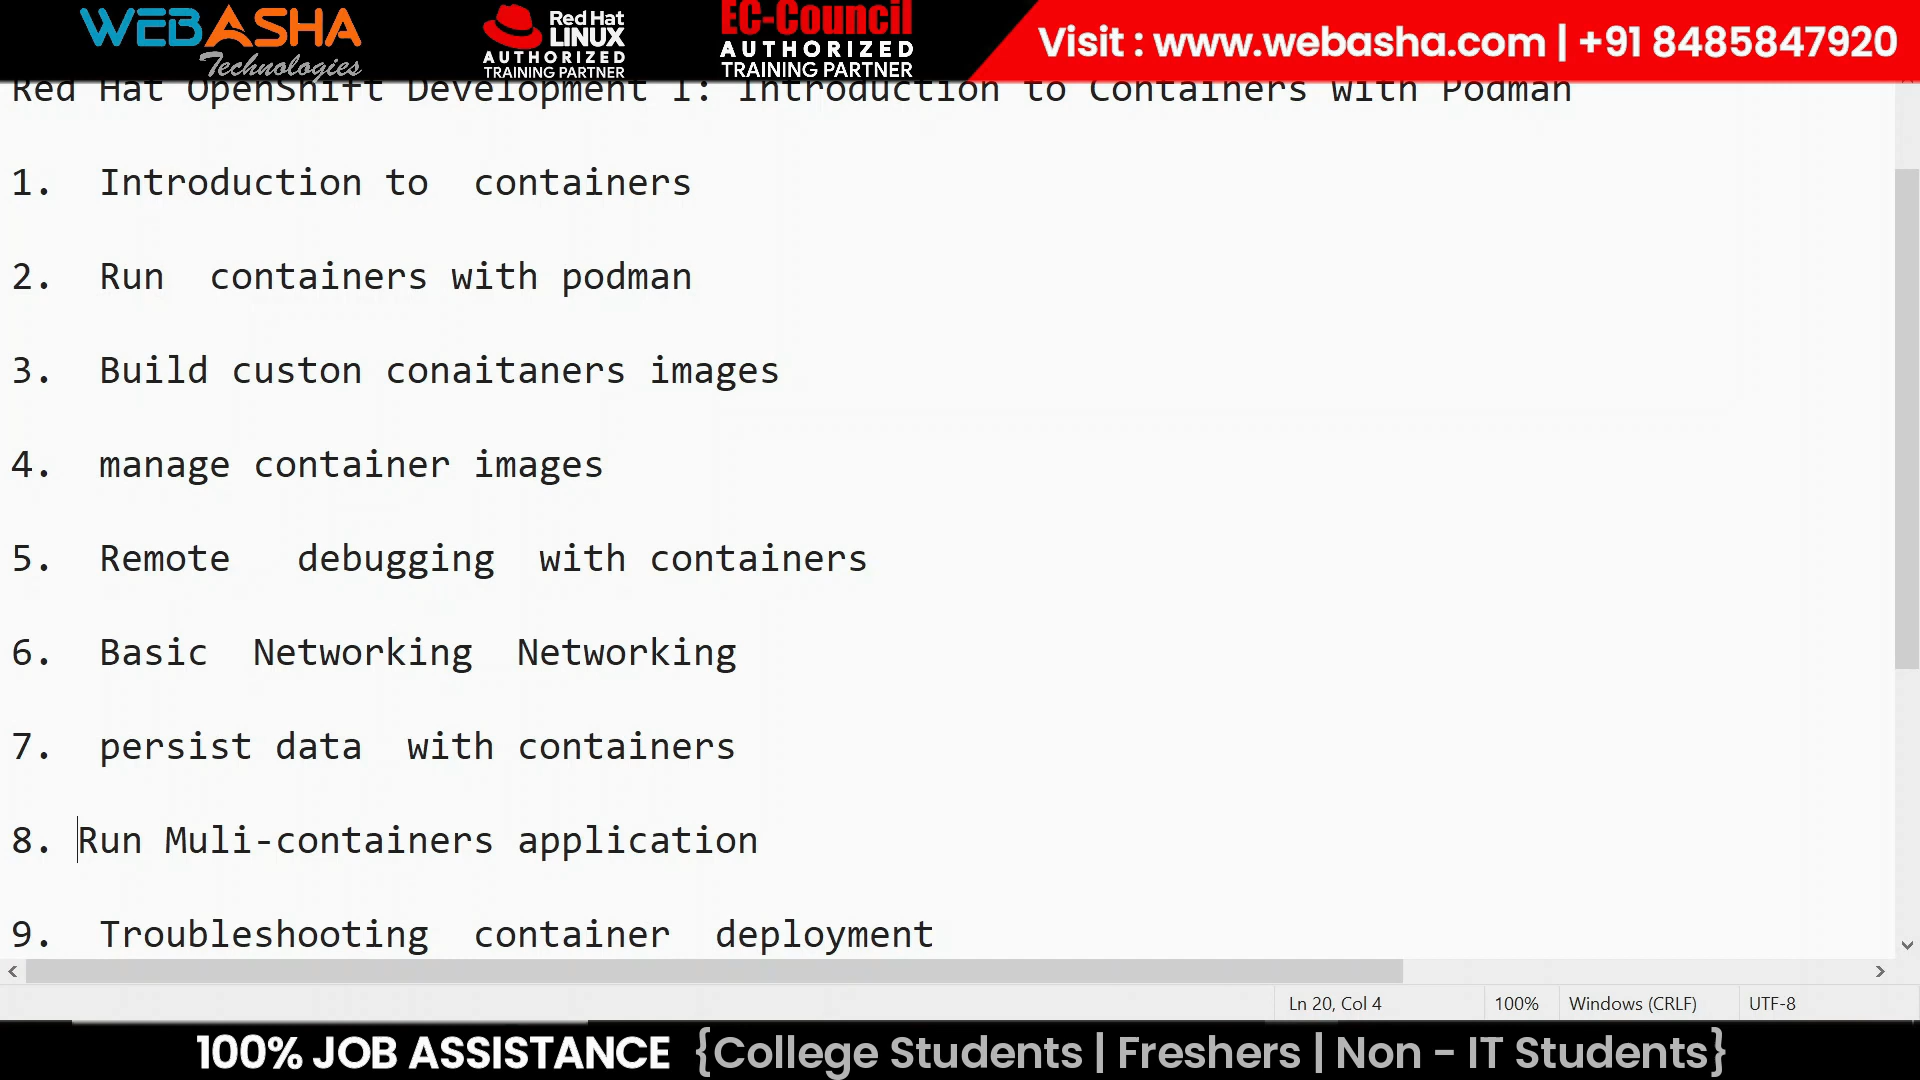 WEBASHA
Technologies
Red Hat
LINUX
AUTHORIZED
TRAINING PARTNER
EC-Council
AUTHORIZED
TRAINING PARTNER
Visit : www.webasha.com | +91 8485847920
Red Hat OpenShift Development I: Introduction to Containers with Podman
1.  Introduction to  containers
2.  Run  containers with podman
3.  Build custon conaitaners images
4.  manage container images
5.  Remote   debugging  with containers
6.  Basic  Networking  Networking
7.  persist data  with containers
8. Run Muli-containers application
9.  Troubleshooting  container  deployment
Ln 20, Col 4 100% Windows (CRLF) UTF-8
100% JOB ASSISTANCE {College Students | Freshers | Non - IT Students}